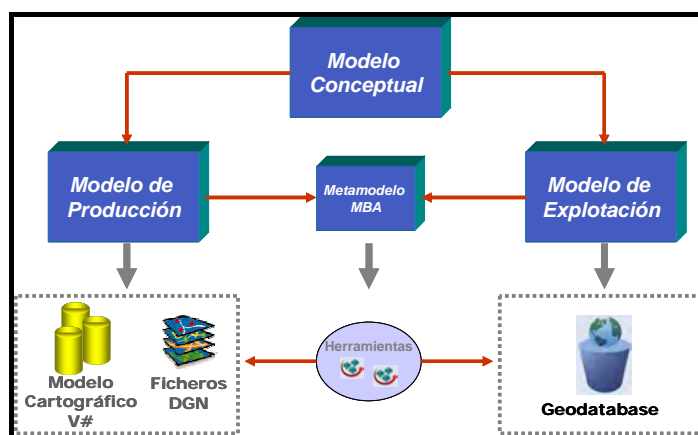 Modelo
Conceptual
Modelo de
Producción
Metamodelo
MBA
Modelo de
Explotación
Herramientas
Modelo
Cartográfico
V#
Ficheros
DGN
Geodatabase